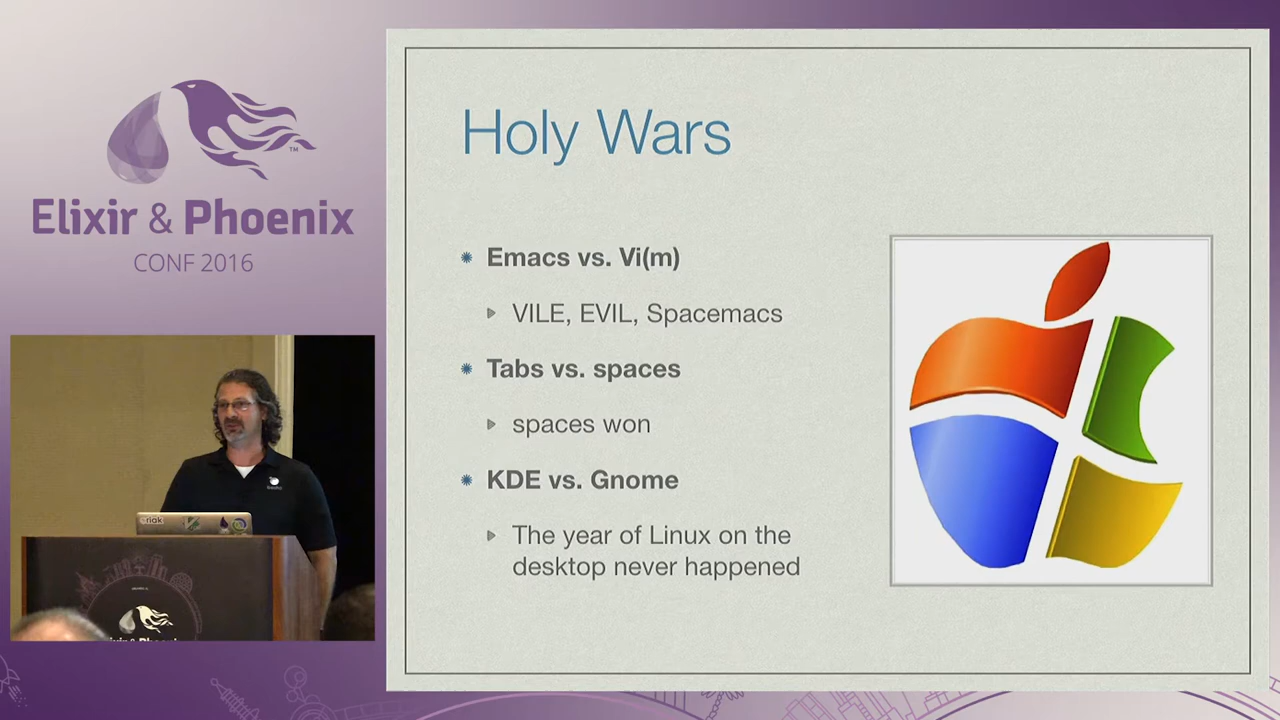 Elixir & Phoenix
TM
CONF 2016
Holy Wars
Emacs vs. Vi(m)
VILE, EVIL, Spacemacs
Tabs vs. spaces
spaces won
KDE vs. Gnome
The year of Linux on the
desktop never happened
riak